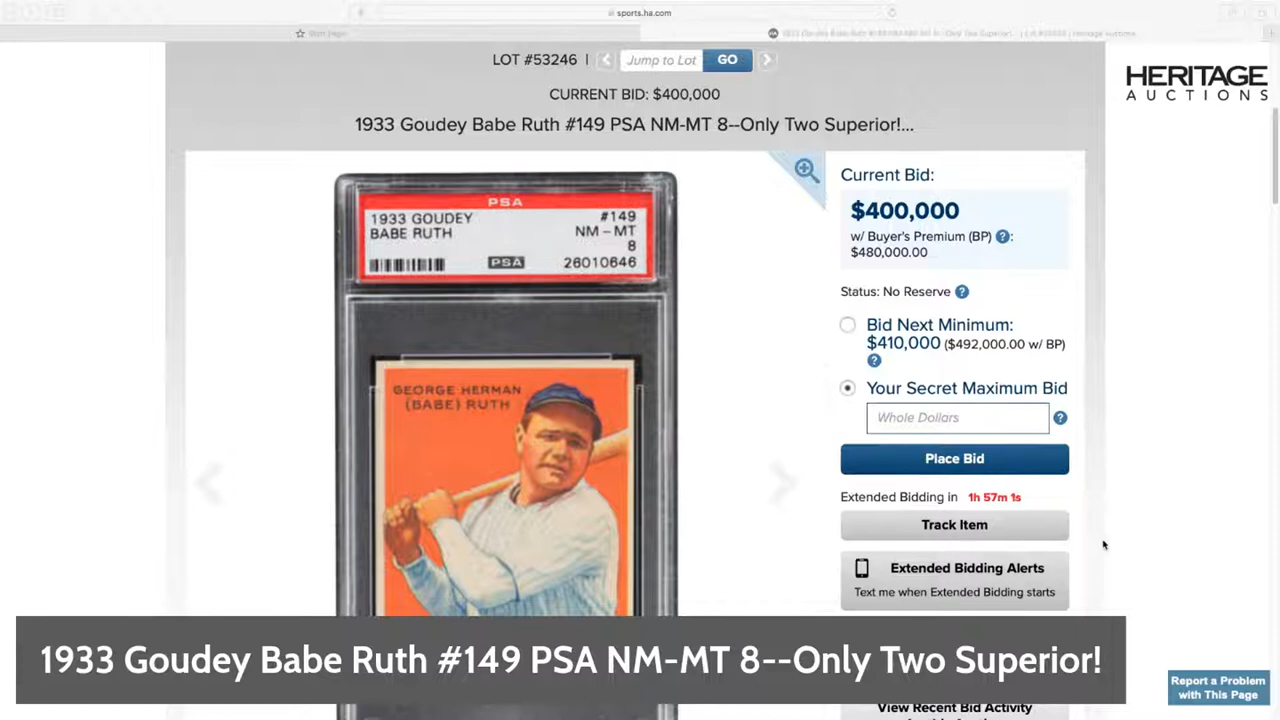 sports.ha.com
LOT #53246 | Jump to Lot GO
CURRENT BID: $400,000
1933 Goudey Babe Ruth #149 PSA NM-MT 8--Only Two Superior!...
HERITAGE
AUCTIONS
PSA
1933 GOUDEY #149
BABE RUTH NM – MT
8
PSA 26010646
GEORGE HERMAN
(BABE) RUTH
Current Bid:
$400,000
w/ Buyer's Premium (BP) ?:
$480,000.00
Status: No Reserve ?
Bid Next Minimum:
$410,000 ($492,000.00 w/ BP)
?
Your Secret Maximum Bid
Whole Dollars ?
Place Bid
Extended Bidding in 1h 57m 1s
Track Item
Extended Bidding Alerts
Text me when Extended Bidding starts
1933 Goudey Babe Ruth #149 PSA NM-MT 8--Only Two Superior!
View Recent Bid Activity
Report a Problem
with This Page